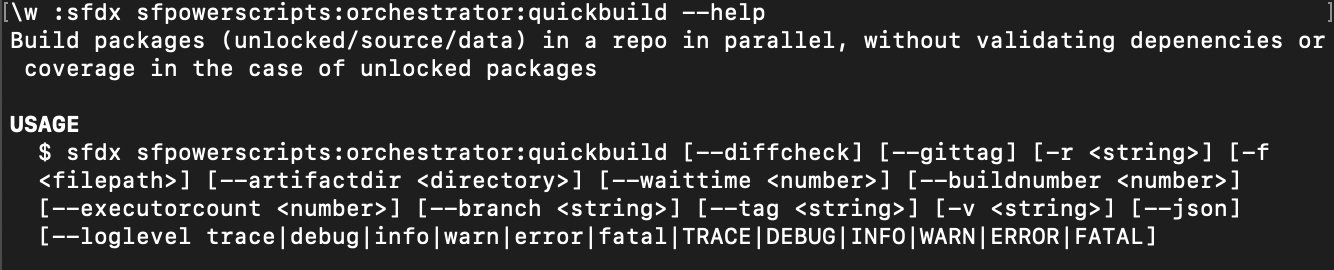 [\w :sfdx sfpowerscripts:orchestrator:quickbuild --help ]
Build packages (unlocked/source/data) in a repo in parallel, without validating depenencies or
coverage in the case of unlocked packages
USAGE
$ sfdx sfpowerscripts:orchestrator:quickbuild [--diffcheck] [--gittag] [-r <string>] [-f
<filepath>] [--artifactdir <directory>] [--waittime <number>] [--buildnumber <number>]
[--executorcount <number>] [--branch <string>] [--tag <string>] [-v <string>] [--json]
[--loglevel trace|debug|info|warn|error|fatal|TRACE|DEBUG|INFO|WARN|ERROR|FATAL]